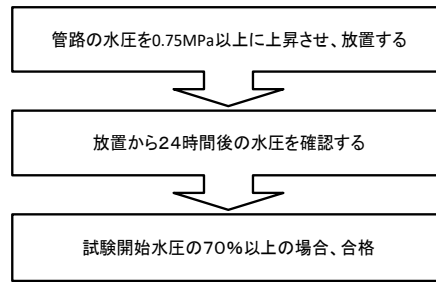 管路の水圧を0.75MPa以上に上昇させ、放置する
放置から２４時間後の水圧を確認する
試験開始水圧の７０％以上の場合、合格